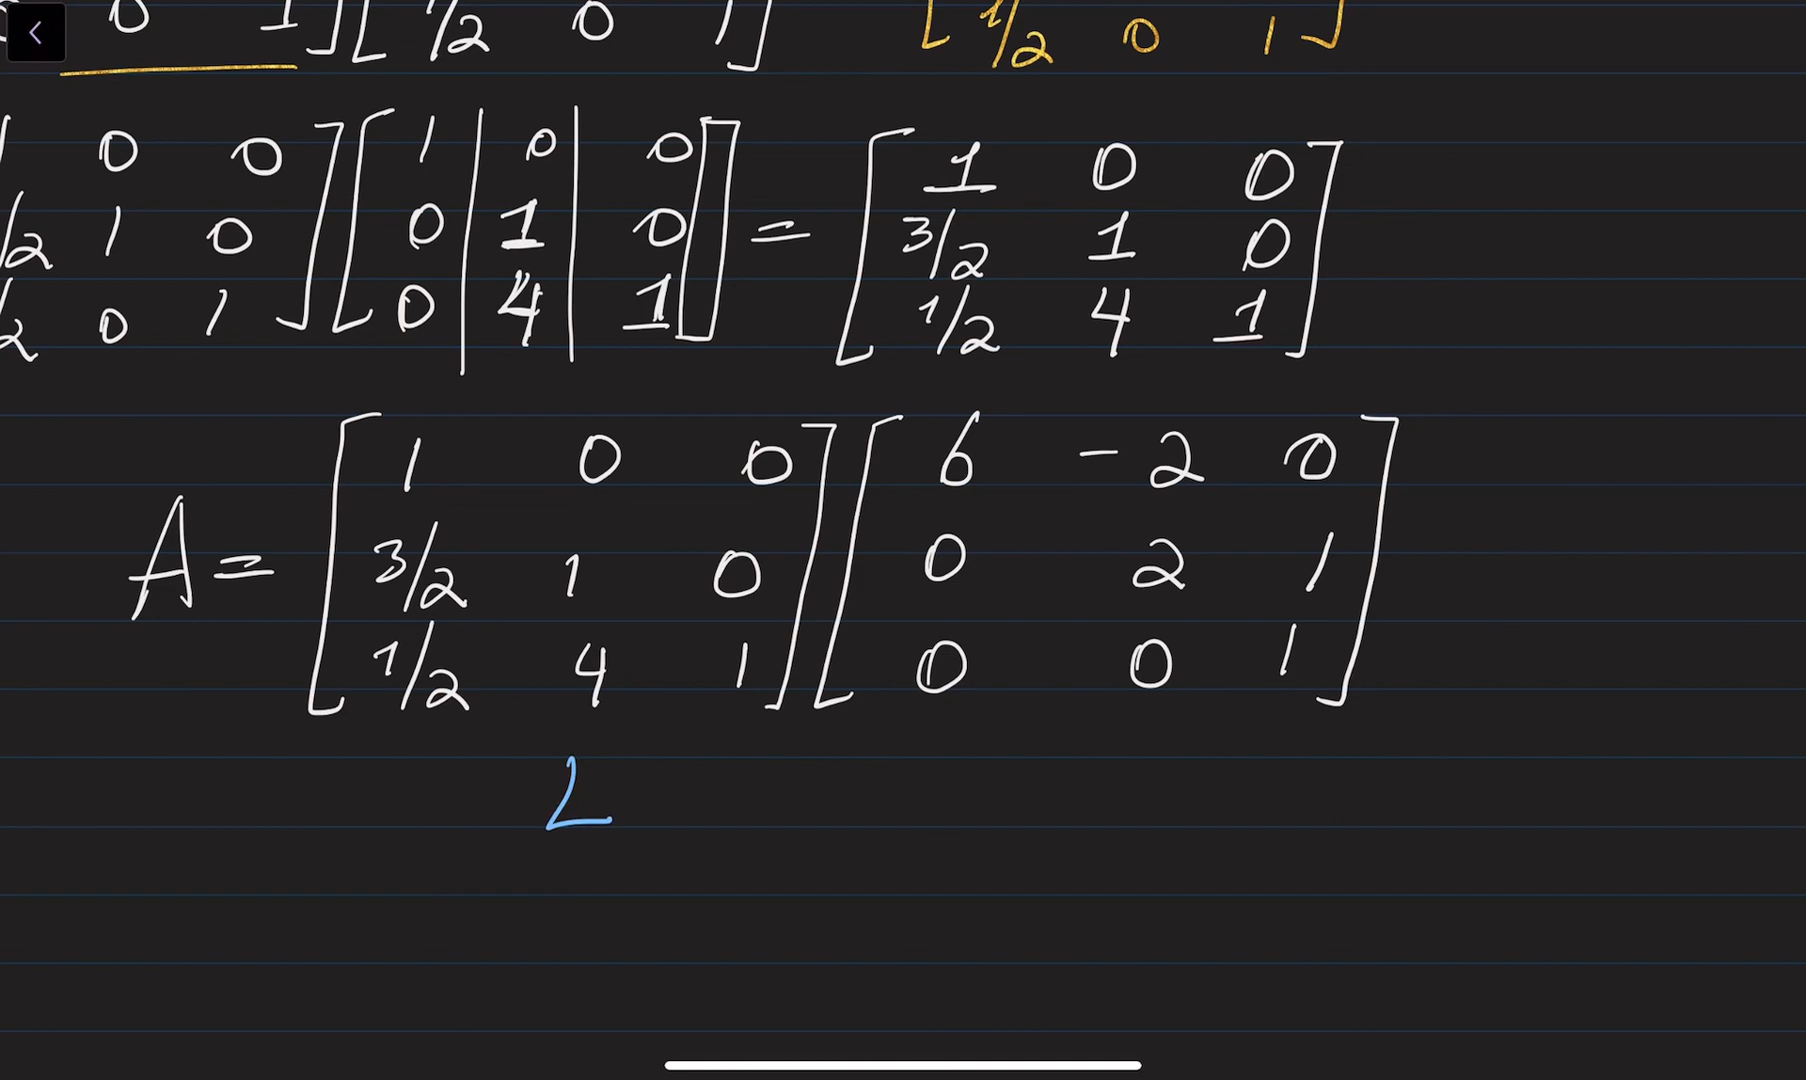 0 1 ] [ 1/2 0 1 ] [ 1/2 0 1 ]
0 0 ] [ 1 | 0 | 0 ] = [ 1 0 0 ]
/2 1 0 ] [ 0 | 1 | 0 ] = [ 3/2 1 0 ]
2 0 1 ] [ 0 | 4 | 1 ] [ 1/2 4 1 ]
[ 1 0 0 ] [ 6 -2 0 ]
A = [ 3/2 1 0 ] [ 0 2 1 ]
[ 1/2 4 1 ] [ 0 0 1 ]
L